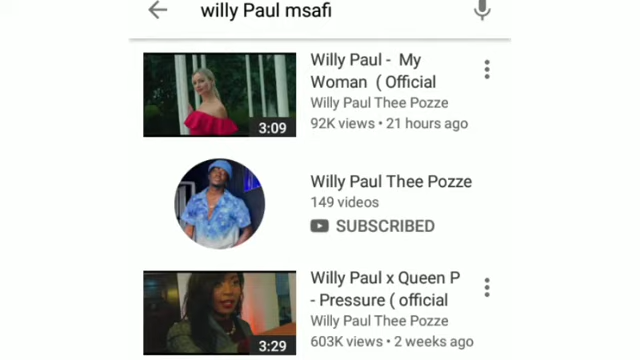 willy Paul msafi
Willy Paul - My
Woman ( Official
Willy Paul Thee Pozze
92K views • 21 hours ago
3:09
Willy Paul Thee Pozze
149 videos
SUBSCRIBED
Willy Paul x Queen P
- Pressure ( official
Willy Paul Thee Pozze
603K views • 2 weeks ago
3:29